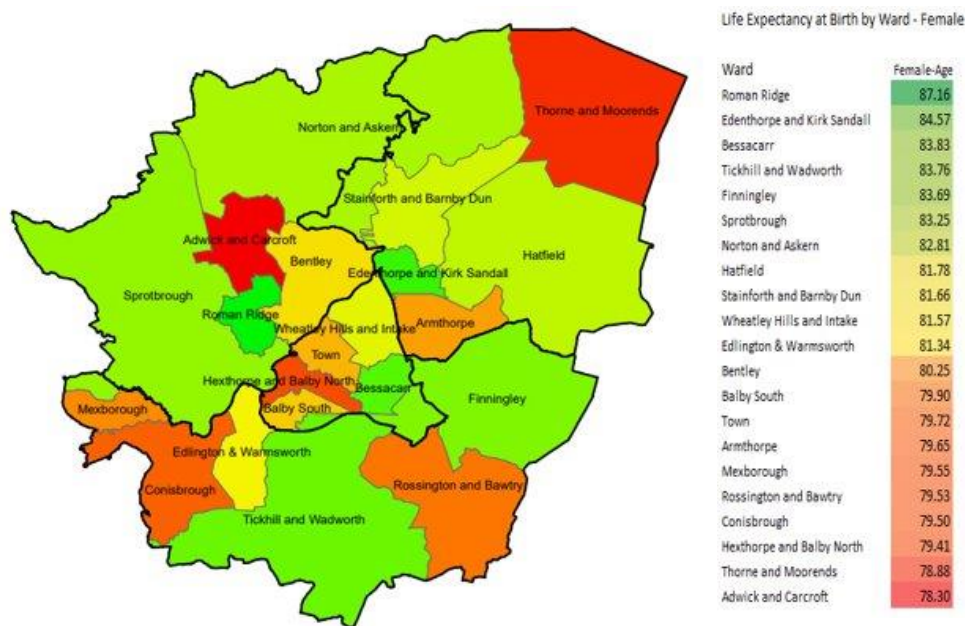 Life Expectancy at Birth by Ward - Female
Ward Female-Age
Roman Ridge 87.16
Edenthorpe and Kirk Sandall 84.57
Bessacarr 83.83
Tickhill and Wadworth 83.76
Finningley 83.69
Sprotbrough 83.25
Norton and Askern 82.81
Hatfield 81.78
Stainforth and Barnby Dun 81.66
Wheatley Hills and Intake 81.57
Edlington & Warmsworth 81.34
Bentley 80.25
Balby South 79.90
Town 79.72
Armthorpe 79.65
Mexborough 79.55
Rossington and Bawtry 79.53
Conisbrough 79.50
Hexthorpe and Balby North 79.41
Thorne and Moorends 78.88
Adwick and Carcroft 78.30
Thorne and Moorends
Norton and Askern
Stainforth and Barnby Dun
Adwick and Carcroft
Bentley
Hatfield
Edenthorpe and Kirk Sandall
Sprotbrough
Roman Ridge
Armthorpe
Wheatley Hills and Intake
Town
Finningley
Hexthorpe and Balby North
Bessacarr
Mexborough
Balby South
Edlington & Warmsworth
Rossington and Bawtry
Conisbrough
Tickhill and Wadworth